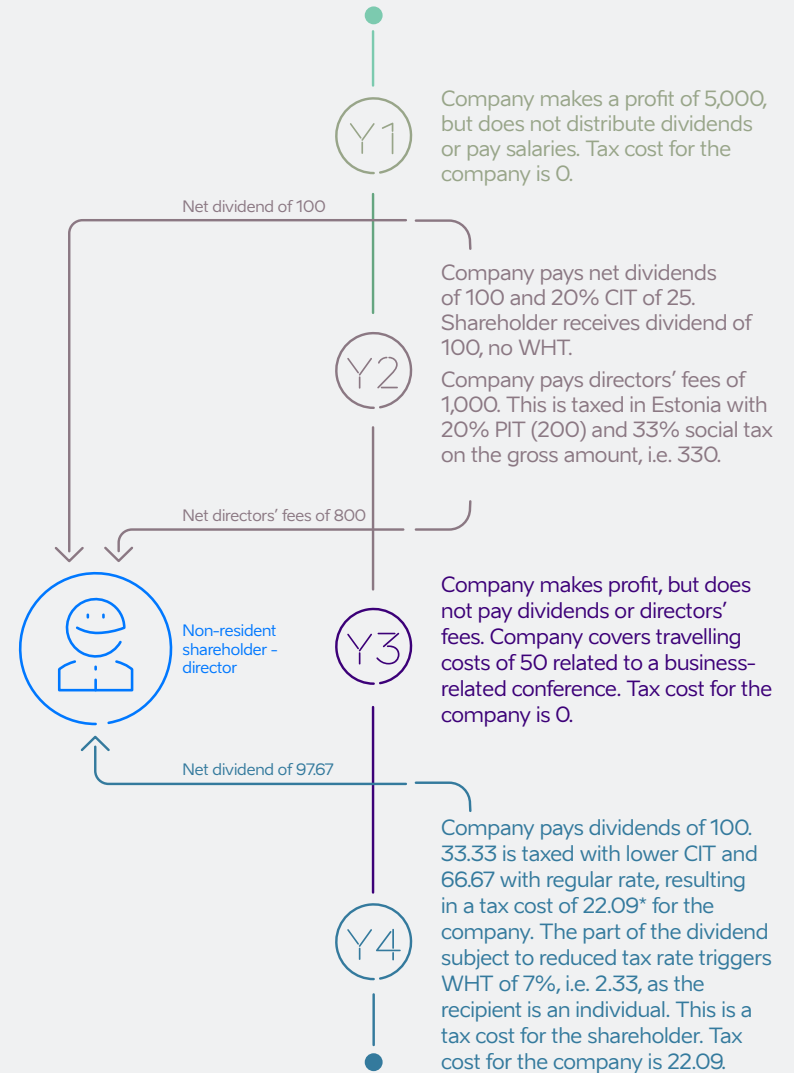 Y1
Company makes a profit of 5,000,
but does not distribute dividends
or pay salaries. Tax cost for the
company is 0.
Net dividend of 100
Y2
Company pays net dividends
of 100 and 20% CIT of 25.
Shareholder receives dividend of
100, no WHT.
Company pays directors’ fees of
1,000. This is taxed in Estonia with
20% PIT (200) and 33% social tax
on the gross amount, i.e. 330.
Net directors’ fees of 800
Non-resident
shareholder -
director
Y3
Company makes profit, but does
not pay dividends or directors’
fees. Company covers travelling
costs of 50 related to a business-
related conference. Tax cost for the
company is 0.
Net dividend of 97.67
Y4
Company pays dividends of 100.
33.33 is taxed with lower CIT and
66.67 with regular rate, resulting
in a tax cost of 22.09* for the
company. The part of the dividend
subject to reduced tax rate triggers
WHT of 7%, i.e. 2.33, as the
recipient is an individual. This is a
tax cost for the shareholder. Tax
cost for the company is 22.09.